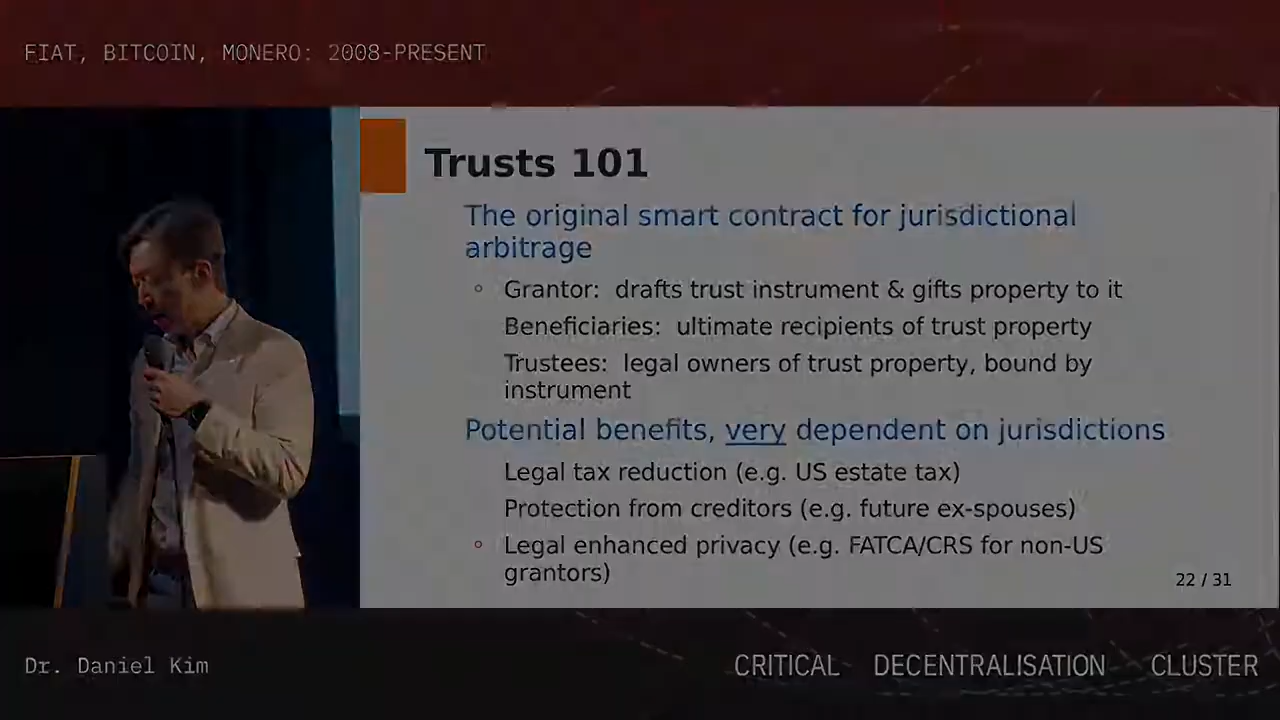 FIAT, BITCOIN, MONERO: 2008-PRESENT
Trusts 101
The original smart contract for jurisdictional
arbitrage
Grantor: drafts trust instrument & gifts property to it
Beneficiaries: ultimate recipients of trust property
Trustees: legal owners of trust property, bound by
instrument
Potential benefits, very dependent on jurisdictions
Legal tax reduction (e.g. US estate tax)
Protection from creditors (e.g. future ex-spouses)
Legal enhanced privacy (e.g. FATCA/CRS for non-US
grantors)
22 / 31
Dr. Daniel Kim
CRITICAL DECENTRALISATION CLUSTER